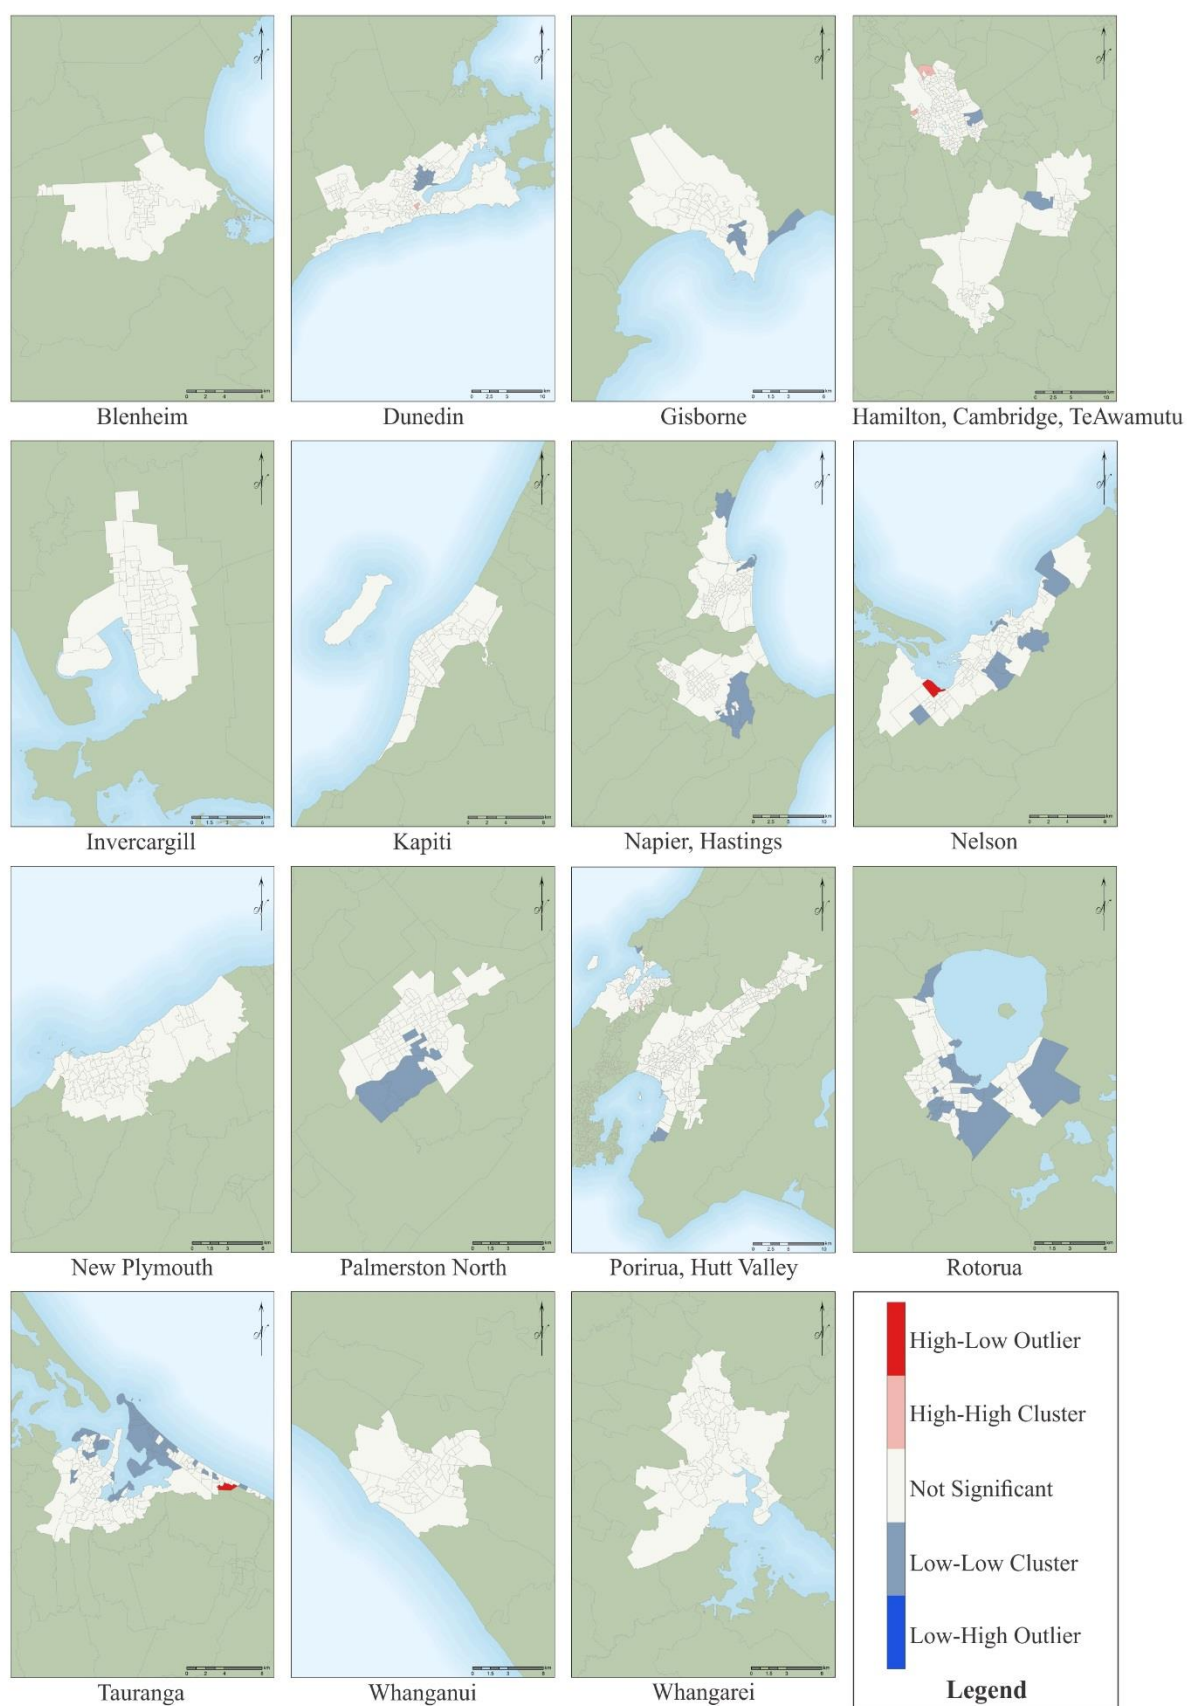 Blenheim
Dunedin
Gisborne
Hamilton, Cambridge, TeAwamutu
Invercargill
Kapiti
Napier, Hastings
Nelson
New Plymouth
Palmerston North
Porirua, Hutt Valley
Rotorua
High-Low Outlier
High-High Cluster
Not Significant
Low-Low Cluster
Low-High Outlier
Legend
Tauranga
Whanganui
Whangarei